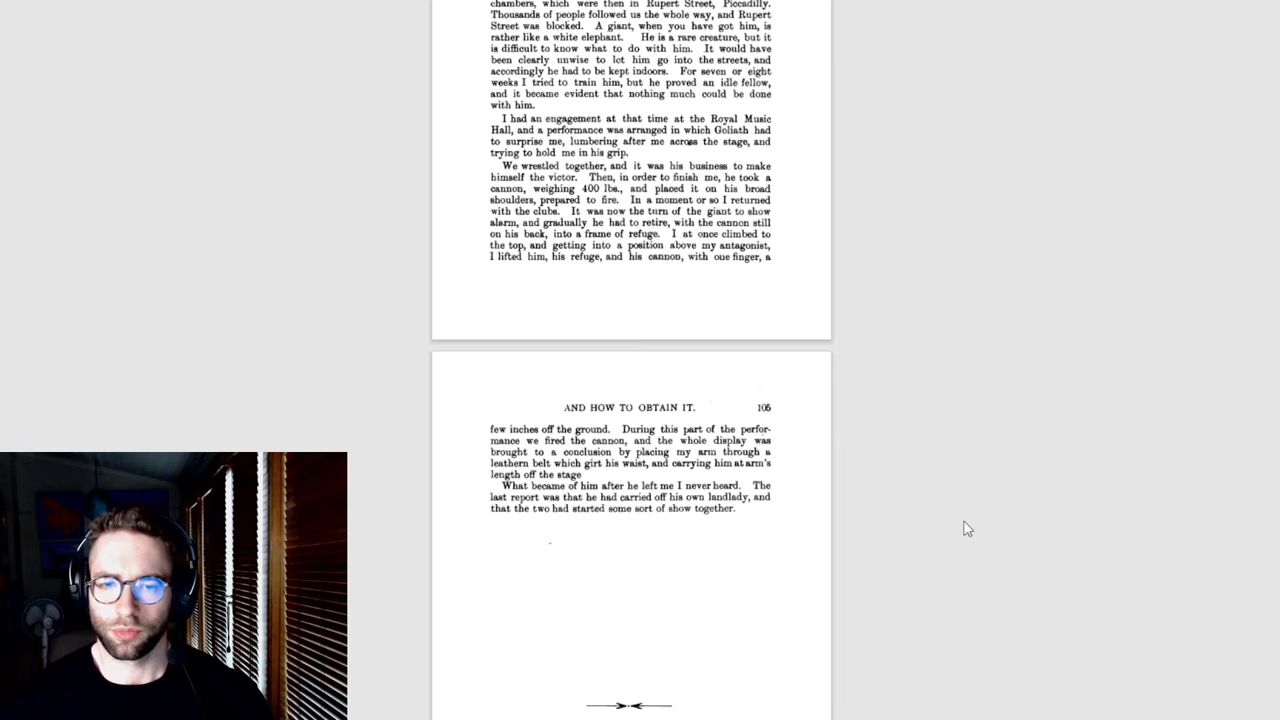 chambers, which were then in Rupert Street, Piccadilly.
Thousands of people followed us the whole way, and Rupert
Street was blocked. A giant, when you have got him, is
rather like a white elephant. He is a rare creature, but it
is difficult to know what to do with him. It would have
been clearly unwise to let him go into the streets, and
accordingly he had to be kept indoors. For seven or eight
weeks I tried to train him, but he proved an idle fellow,
and it became evident that nothing much could be done
with him.
I had an engagement at that time at the Royal Music
Hall, and a performance was arranged in which Goliath had
to surprise me, lumbering after me across the stage, and
trying to hold me in his grip.
We wrestled together, and it was his business to make
himself the victor. Then, in order to finish me, he took a
cannon, weighing 400 lbs., and placed it on his broad
shoulders, prepared to fire. In a moment or so I returned
with the clubs. It was now the turn of the giant to show
alarm, and gradually he had to retire, with the cannon still
on his back, into a frame of refuge. I at once climbed to
the top, and getting into a position above my antagonist,
I lifted him, his refuge, and his cannon, with one finger, a
AND HOW TO OBTAIN IT. 105
few inches off the ground. During this part of the perfor-
mance we fired the cannon, and the whole display was
brought to a conclusion by placing my arm through a
leathern belt which girt his waist, and carrying him at arm's
length off the stage
What became of him after he left me I never heard. The
last report was that he had carried off his own landlady, and
that the two had started some sort of show together.